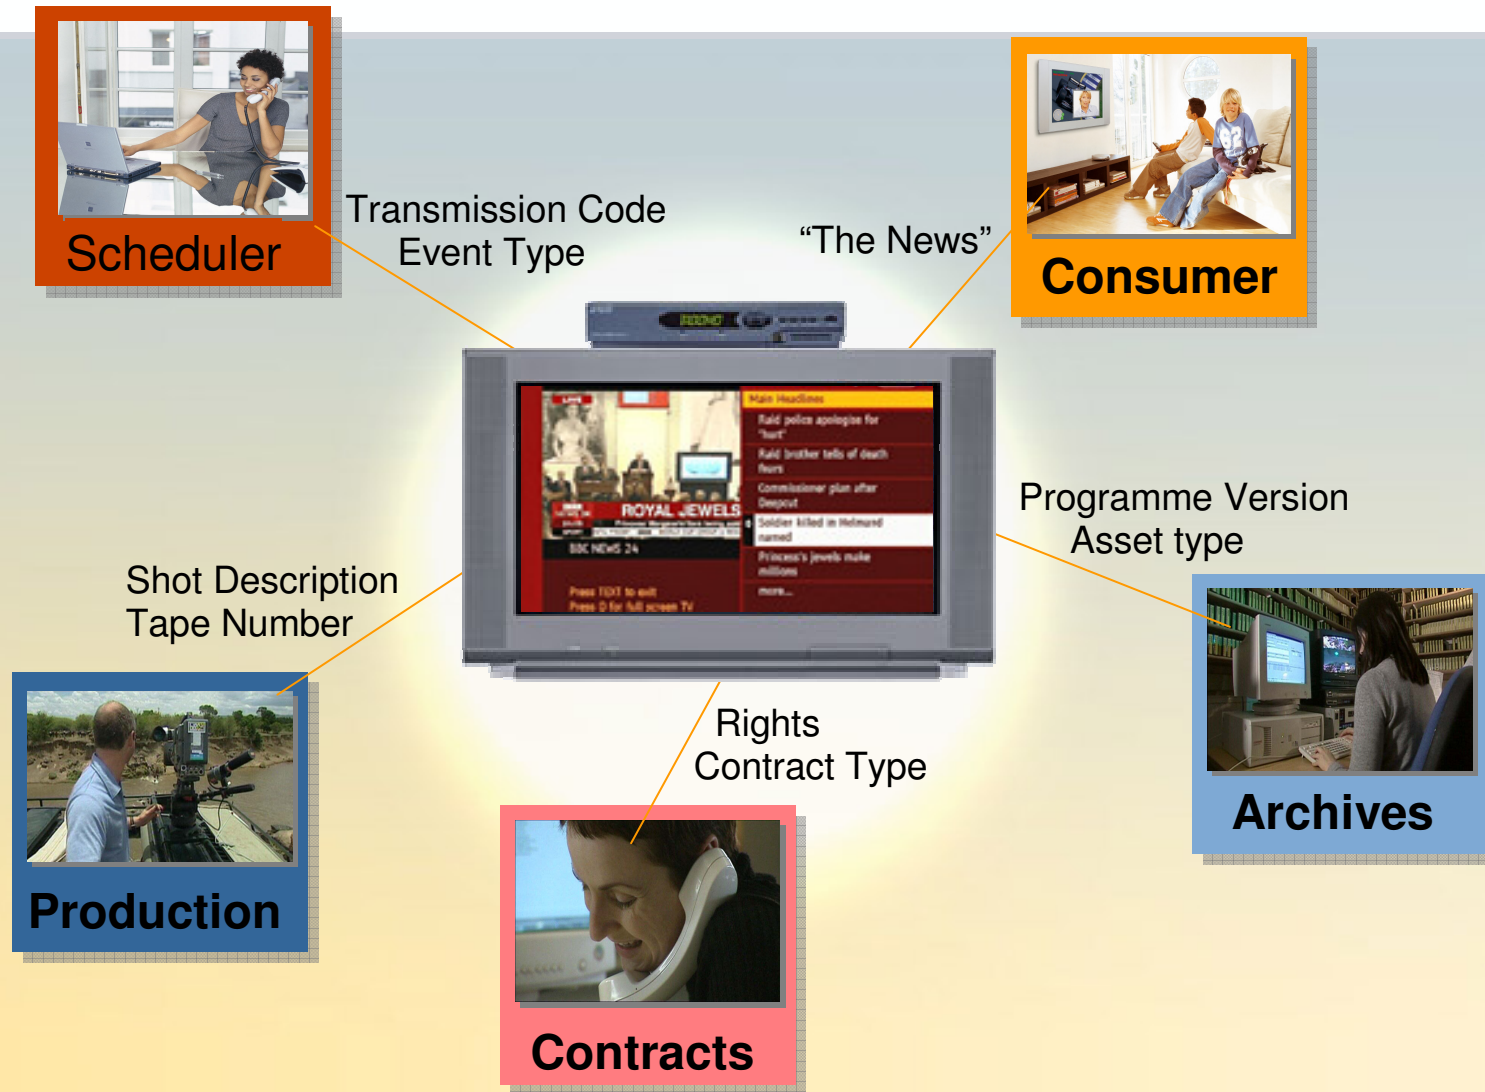 Scheduler
Transmission Code
Event Type
“The News”
Consumer
LIVE
ROYAL JEWELS
BBC NEWS 24
Press TEXT to exit
Press O for full screen TV
Main Headlines
Raid police apologise for
"hurt"
Raid brother tells of death
fears
Commissioner plan after
Deepcut
Soldier killed in Helmund
named
Princess's jewels make
millions
more...
Programme Version
Asset type
Archives
Shot Description
Tape Number
Production
Rights
Contract Type
Contracts